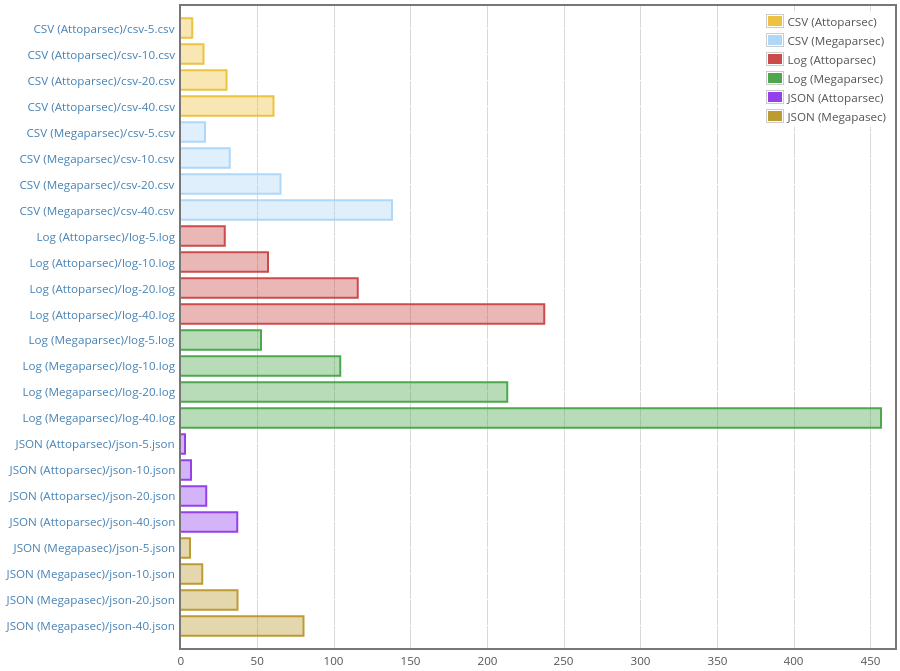 CSV (Attoparsec)/csv-5.csv
CSV (Attoparsec)/csv-10.csv
CSV (Attoparsec)/csv-20.csv
CSV (Attoparsec)/csv-40.csv
CSV (Megaparsec)/csv-5.csv
CSV (Megaparsec)/csv-10.csv
CSV (Megaparsec)/csv-20.csv
CSV (Megaparsec)/csv-40.csv
Log (Attoparsec)/log-5.log
Log (Attoparsec)/log-10.log
Log (Attoparsec)/log-20.log
Log (Attoparsec)/log-40.log
Log (Megaparsec)/log-5.log
Log (Megaparsec)/log-10.log
Log (Megaparsec)/log-20.log
Log (Megaparsec)/log-40.log
JSON (Attoparsec)/json-5.json
JSON (Attoparsec)/json-10.json
JSON (Attoparsec)/json-20.json
JSON (Attoparsec)/json-40.json
JSON (Megapasec)/json-5.json
JSON (Megapasec)/json-10.json
JSON (Megapasec)/json-20.json
JSON (Megapasec)/json-40.json
CSV (Attoparsec)
CSV (Megaparsec)
Log (Attoparsec)
Log (Megaparsec)
JSON (Attoparsec)
JSON (Megapasec)
0 50 100 150 200 250 300 350 400 450